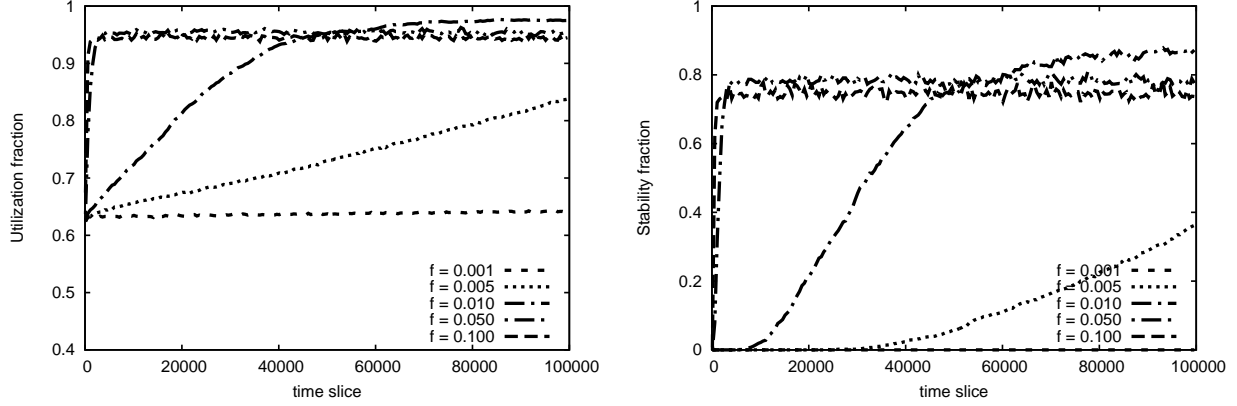 1
0.9
0.8
0.7
0.6
0.5
0.4
Utilization fraction
f = 0.001
f = 0.005
f = 0.010
f = 0.050
f = 0.100
0 20000 40000 60000 80000 100000
time slice
1
0.8
0.6
0.4
0.2
0
Stability fraction
f = 0.001
f = 0.005
f = 0.010
f = 0.050
f = 0.100
0 20000 40000 60000 80000 100000
time slice